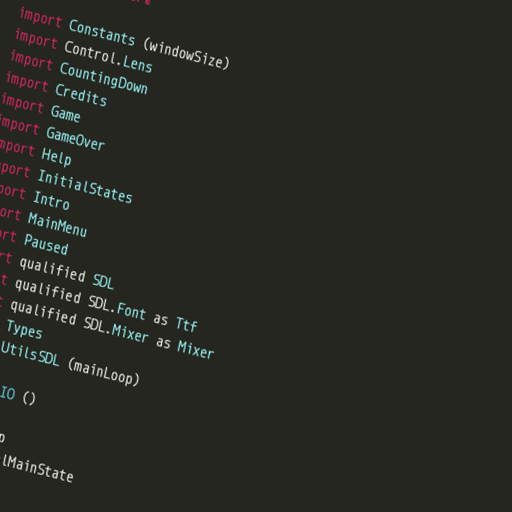 import Constants (windowSize)
import Control.Lens
import CountingDown
import Credits
import Game
import GameOver
import Help
import InitialStates
port Intro
ort MainMenu
rt Paused
rt qualified SDL
t qualified SDL.Font as Ttf
qualified SDL.Mixer as Mixer
Types
UtilsSDL (mainLoop)
IO ()
lMainState